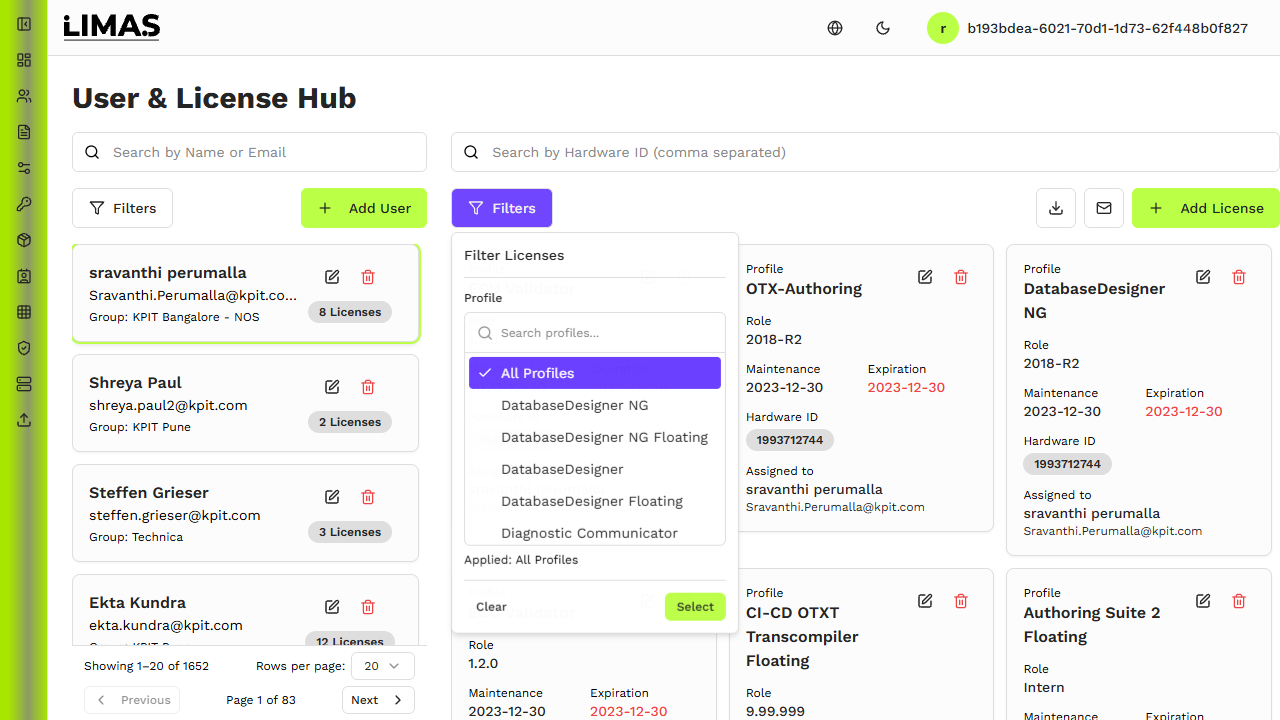 LIMAS
r
b193bdea-6021-70d1-1d73-62f448b0f827
User & License Hub
Search by Name or Email
Filters
Add User
sravanthi perumalla
Sravanthi.Perumalla@kpit.co...
Group: KPIT Bangalore - NOS
8 Licenses
Shreya Paul
shreya.paul2@kpit.com
Group: KPIT Pune
2 Licenses
Steffen Grieser
steffen.grieser@kpit.com
Group: Technica
3 Licenses
Ekta Kundra
ekta.kundra@kpit.com
12 Licenses
Showing 1–20 of 1652
Rows per page:
20
Previous
Page 1 of 83
Next
Search by Hardware ID (comma separated)
Filters
Add License
Filter Licenses
Profile
Search profiles...
All Profiles
DatabaseDesigner NG
DatabaseDesigner NG Floating
DatabaseDesigner
DatabaseDesigner Floating
Diagnostic Communicator
Applied: All Profiles
Clear
Select
Role
1.2.0
Maintenance
2023-12-30
Expiration
2023-12-30
Profile
OTX-Authoring
Role
2018-R2
Maintenance
2023-12-30
Expiration
2023-12-30
Hardware ID
1993712744
Assigned to
sravanthi perumalla
Sravanthi.Perumalla@kpit.com
Profile
DatabaseDesigner
NG
Role
2018-R2
Maintenance
2023-12-30
Expiration
2023-12-30
Hardware ID
1993712744
Assigned to
sravanthi perumalla
Sravanthi.Perumalla@kpit.com
Profile
CI-CD OTXT
Transcompiler
Floating
Role
9.99.999
Profile
Authoring Suite 2
Floating
Role
Intern
Maintenance
Expiration